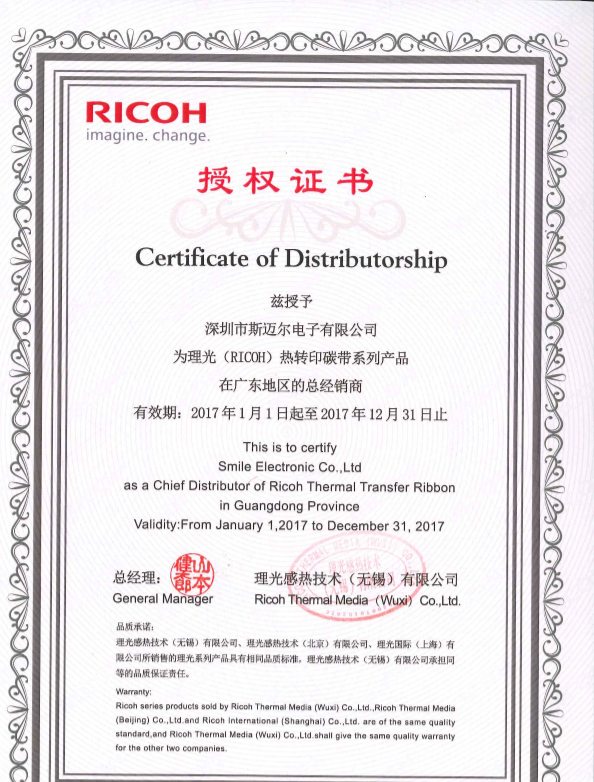 RICOH
imagine. change.
授权证书
Certificate of Distributorship
兹授予
深圳市斯迈尔电子有限公司
为理光（RICOH）热转印碳带系列产品
在广东地区的总经销商
有效期：2017年1月1日起至2017年12月31日止
This is to certify
Smile Electronic Co.,Ltd
as a Chief Distributor of Ricoh Thermal Transfer Ribbon
in Guangdong Province
Validity:From January 1,2017 to December 31, 2017
总经理：
山本健郎
理光感热技术（无锡）有限公司
General Manager
Ricoh Thermal Media（Wuxi）Co.,Ltd.
品质承诺：
理光感热技术（无锡）有限公司、理光感热技术（北京）有限公司、理光国际（上海）有
限公司所销售的理光系列产品具有相同品质标准，理光感热技术（无锡）有限公司承担同
等的品质保证责任。
Warranty:
Ricoh series products sold by Ricoh Thermal Media (Wuxi) Co.,Ltd.,Ricoh Thermal Media
(Beijing) Co.,Ltd.and Ricoh International (Shanghai) Co.,Ltd. are of the same quality
standard,and Ricoh Thermal Media (Wuxi) Co.,Ltd.shall give the same quality warranty
for the other two companies.